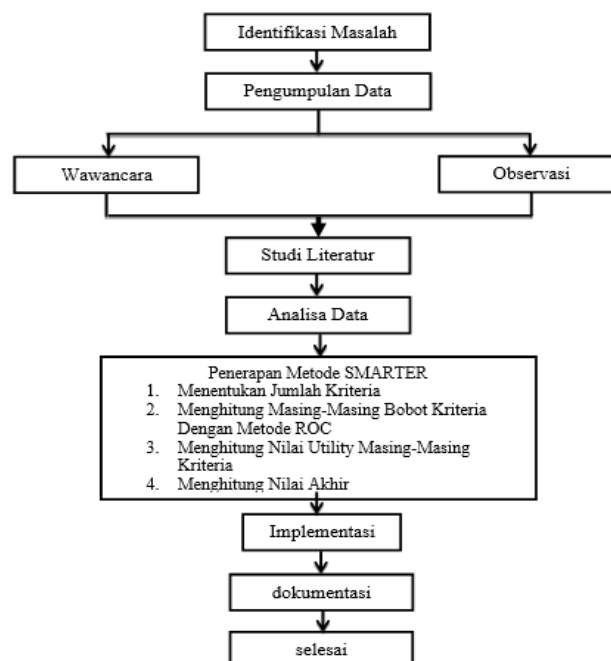 Identifikasi Masalah
Pengumpulan Data
Wawancara
Observasi
Studi Literatur
Analisa Data
Penerapan Metode SMARTER
1. Menentukan Jumlah Kriteria
2. Menghitung Masing-Masing Bobot Kriteria
Dengan Metode ROC
3. Menghitung Nilai Utility Masing-Masing
Kriteria
4. Menghitung Nilai Akhir
Implementasi
dokumentasi
selesai